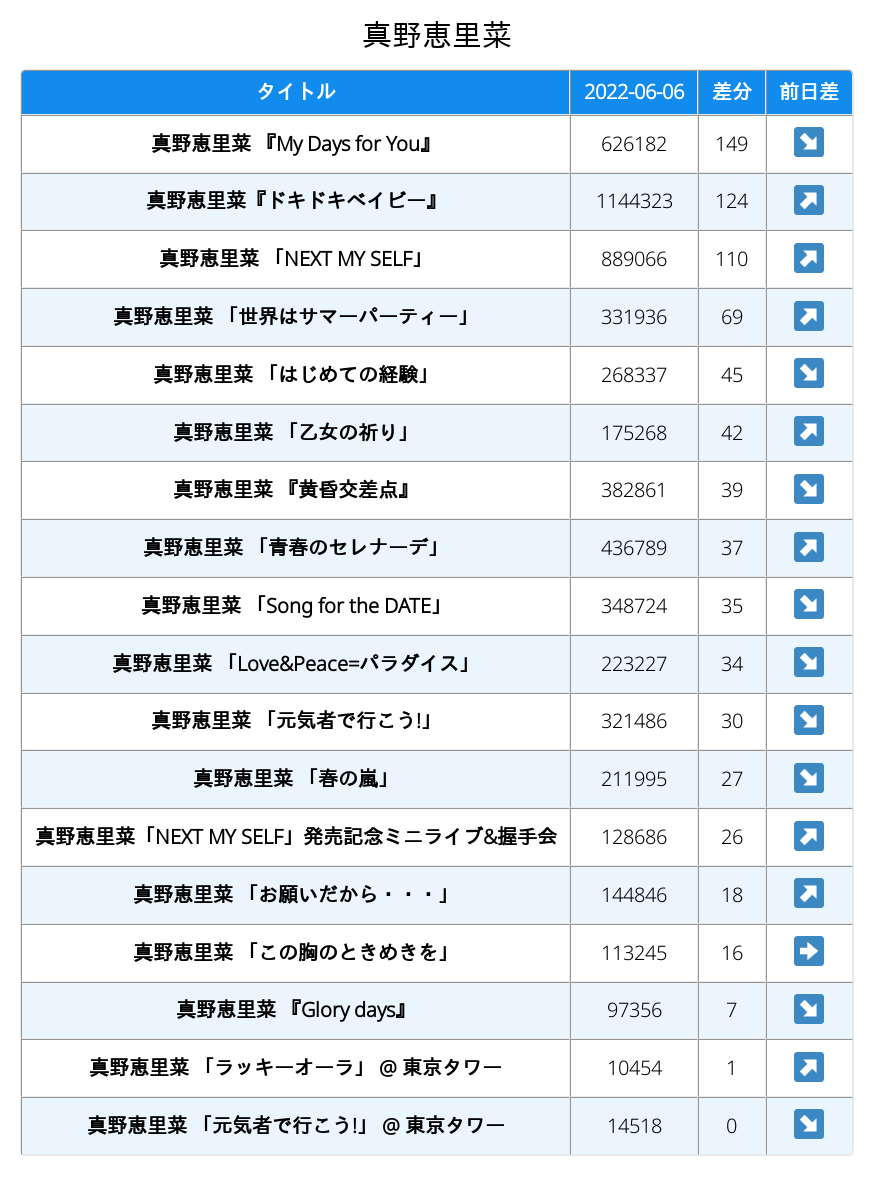 真野恵里菜
タイトル 2022-06-06 差分 前日差
真野恵里菜 『My Days for You』 626182 149 ↘
真野恵里菜『ドキドキベイビー』 1144323 124 ↗
真野恵里菜 「NEXT MY SELF」 889066 110 ↗
真野恵里菜 「世界はサマーパーティー」 331936 69 ↗
真野恵里菜 「はじめての経験」 268337 45 ↘
真野恵里菜 「乙女の祈り」 175268 42 ↗
真野恵里菜 『黄昏交差点』 382861 39 ↘
真野恵里菜 「青春のセレナーデ」 436789 37 ↗
真野恵里菜 「Song for the DATE」 348724 35 ↘
真野恵里菜 「Love&Peace=パラダイス」 223227 34 ↘
真野恵里菜 「元気者で行こう!」 321486 30 ↘
真野恵里菜 「春の嵐」 211995 27 ↘
真野恵里菜「NEXT MY SELF」発売記念ミニライブ&握手会 128686 26 ↗
真野恵里菜 「お願いだから・・・」 144846 18 ↗
真野恵里菜 「この胸のときめきを」 113245 16 ➡
真野恵里菜 『Glory days』 97356 7 ↘
真野恵里菜 「ラッキーオーラ」 @ 東京タワー 10454 1 ↗
真野恵里菜 「元気者で行こう!」 @ 東京タワー 14518 0 ↘